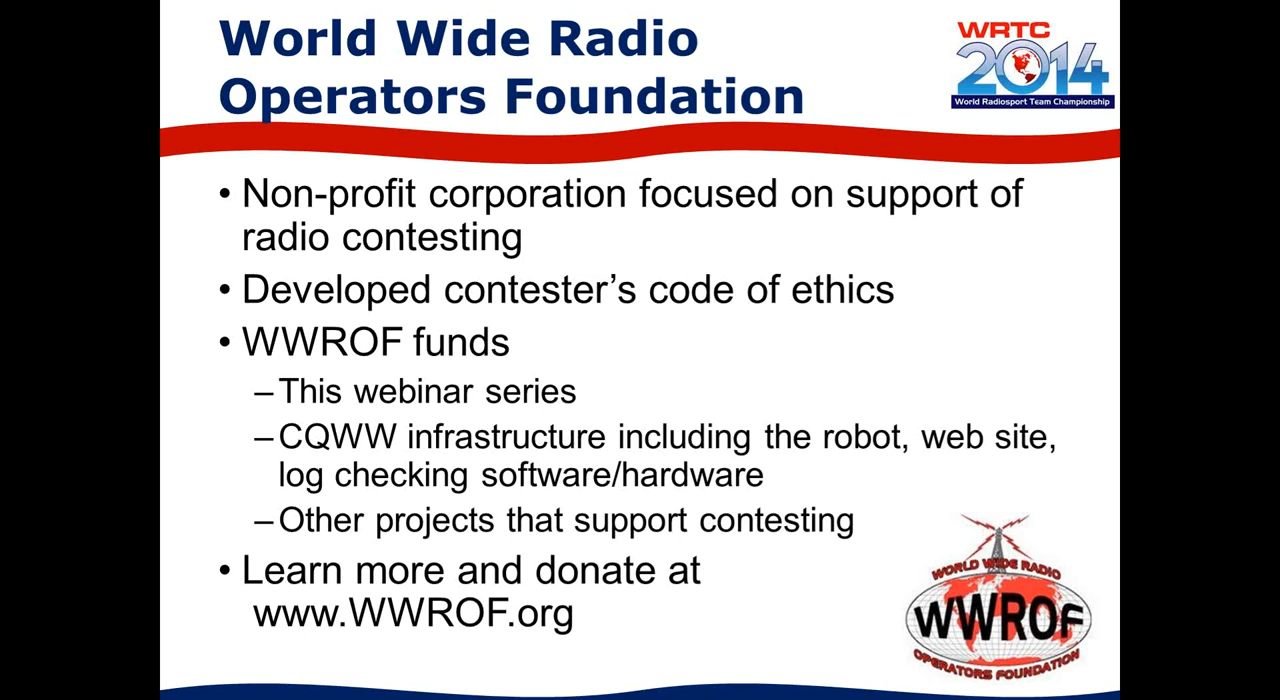 World Wide Radio
Operators Foundation
WRTC
2014
World Radiosport Team Championship
• Non-profit corporation focused on support of
radio contesting
• Developed contester’s code of ethics
• WWROF funds
– This webinar series
– CQWW infrastructure including the robot, web site,
log checking software/hardware
– Other projects that support contesting
• Learn more and donate at
www.WWROF.org
WORLD WIDE RADIO
WWROF
OPERATORS FOUNDATION